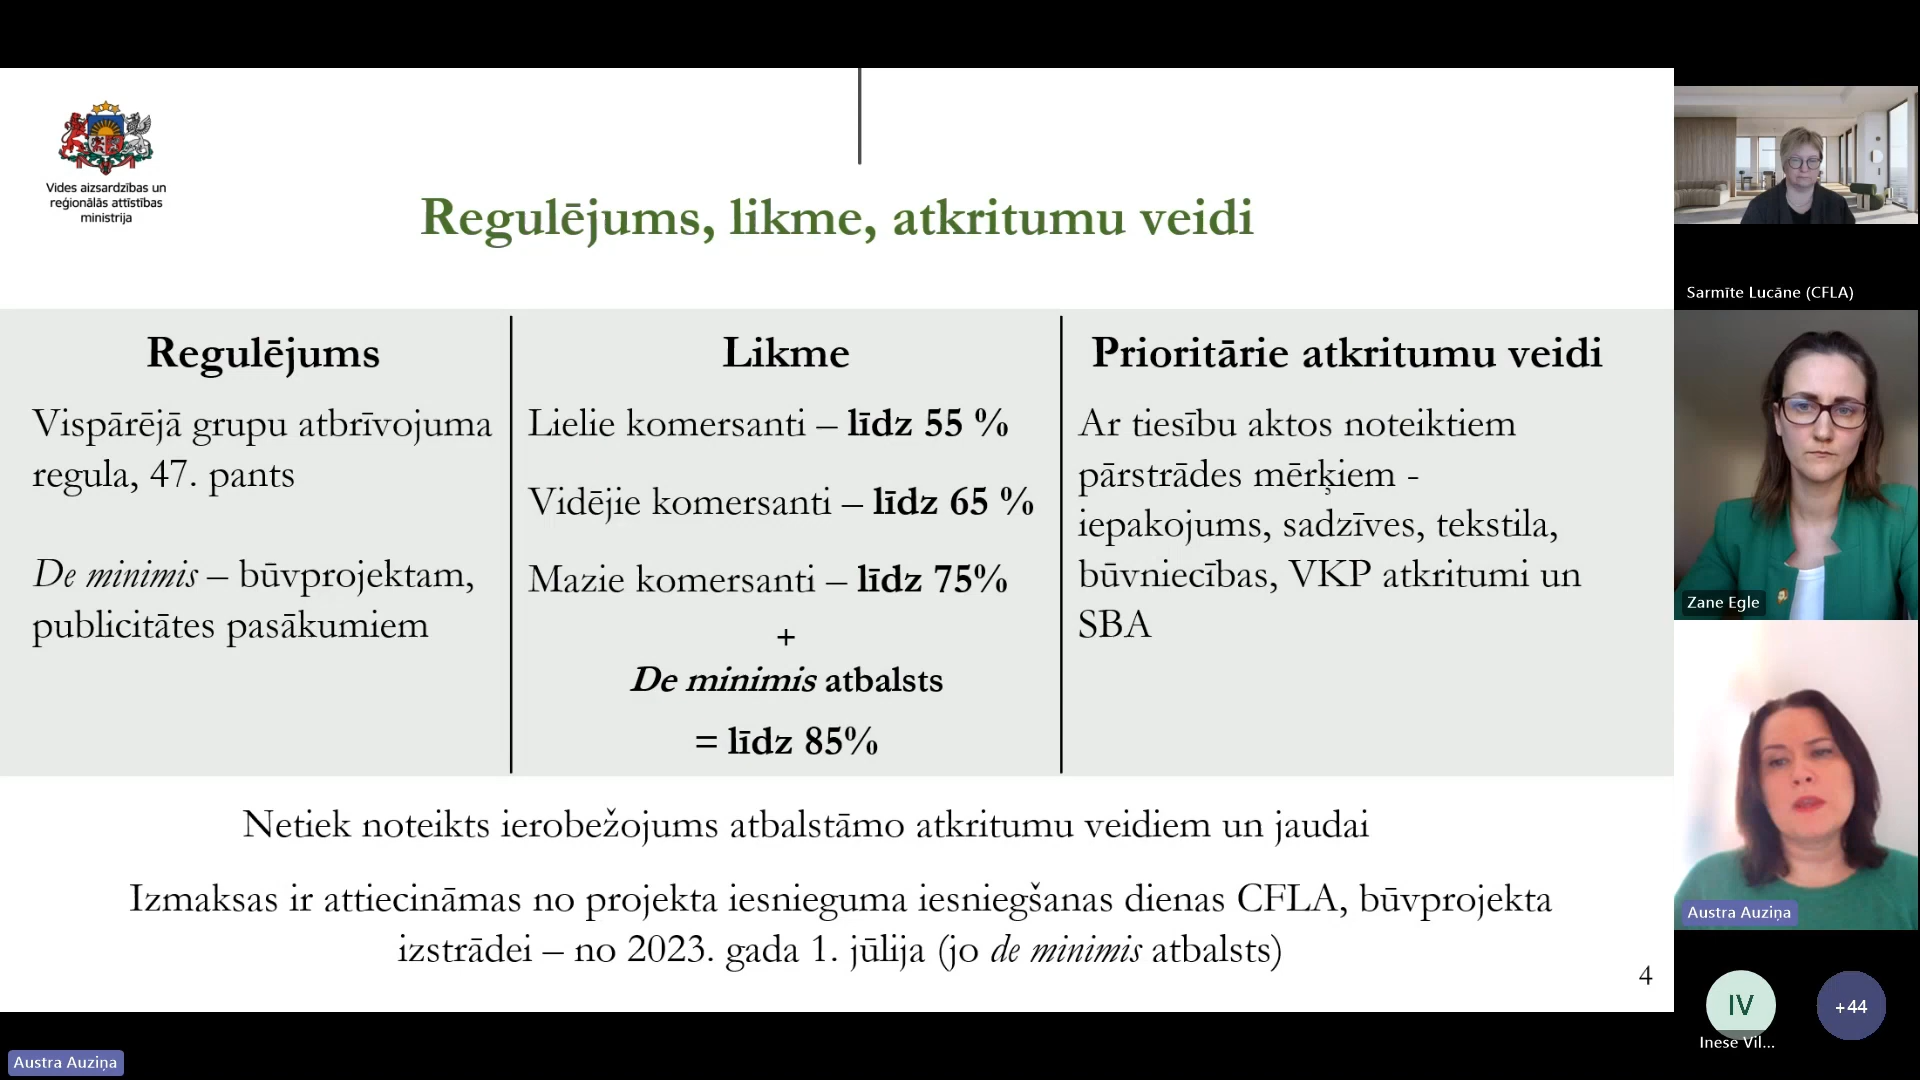 Vides aizsardzības un
reģionālās attīstības
ministrija
Regulējums, likme, atkritumu veidi
Regulējums
Vispārējā grupu atbrīvojuma
regula, 47. pants
De minimis – būvprojektam,
publicitātes pasākumiem
Likme
Lielie komersanti – līdz 55 %
Vidējie komersanti – līdz 65 %
Mazie komersanti – līdz 75%
+
De minimis atbalsts
= līdz 85%
Prioritārie atkritumu veidi
Ar tiesību aktos noteiktiem
pārstrādes mērķiem -
iepakojums, sadzīves, tekstila,
būvniecības, VKP atkritumi un
SBA
Netiek noteikts ierobežojums atbalstāmo atkritumu veidiem un jaudai
Izmaksas ir attiecināmas no projekta iesnieguma iesniegšanas dienas CFLA, būvprojekta
izstrādei – no 2023. gada 1. jūlija (jo de minimis atbalsts)
4
Sarmīte Lucāne (CFLA)
Zane Egle
Austra Auziņa
IV
Inese Vil...
+44
Austra Auziņa